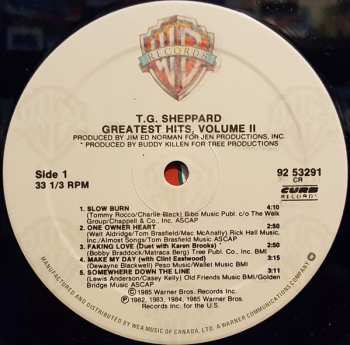 RECORDS
T.G. SHEPPARD
GREATEST HITS, VOLUME II
PRODUCED BY JIM ED NORMAN FOR JEN PRODUCTIONS, INC.
* PRODUCED BY BUDDY KILLEN FOR TREE PRODUCTIONS
Side 1
33 1/3 RPM
92 53291
CR
CURB
RECORDS
1. SLOW BURN 4:10
(Tommy Rocco/Charlie Black) Bibo Music Publ. c/o The Welk
Group/Chappell & Co., Inc. ASCAP
2. ONE OWNER HEART 2:50
(Walt Aldridge/Tom Brasfield/Mac McAnally) Rick Hall Music,
Inc./Almost Songs/Tom Brasfield Music ASCAP
3. FAKING LOVE (Duet with Karen Brooks)
(Bobby Braddock/Matraca Berg) Tree Publ. Co., Inc. BMI
4. MAKE MY DAY (with Clint Eastwood)
(Dewayne Blackwell) Peso Music/Wallet Music BMI
5. SOMEWHERE DOWN THE LINE
(Lewis Anderson/Casey Kelly) Old Friends Music BMI/Golden
Bridge Music ASCAP
Ⓟ 1985 Warner Bros. Records Inc.
Ⓟ 1982, 1983, 1984, 1985 Warner Bros.
Records Inc. for the U.S.
MANUFACTURED AND DISTRIBUTED BY WEA MUSIC OF CANADA, LTD. A WARNER COMMUNICATIONS COMPANY